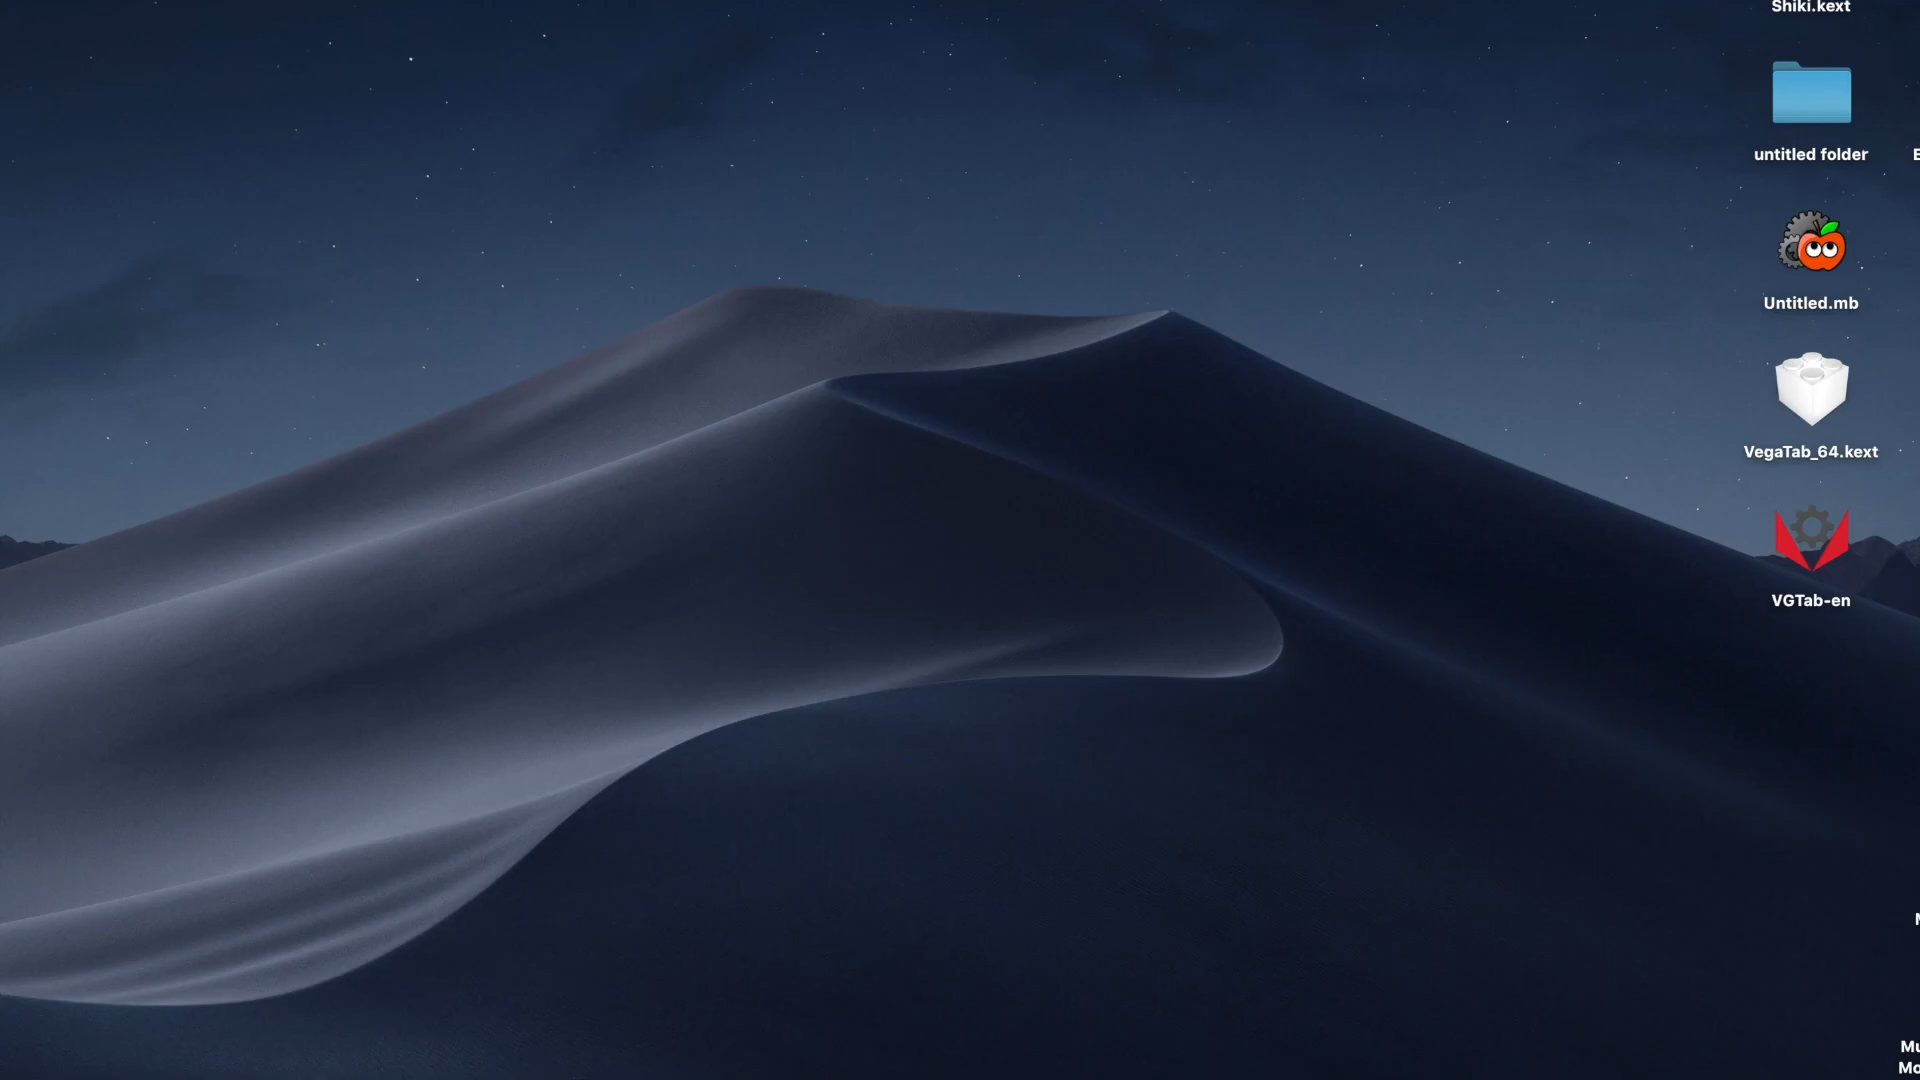 Shiki.kext
untitled folder
Untitled.mb
VegaTab_64.kext
VGTab-en